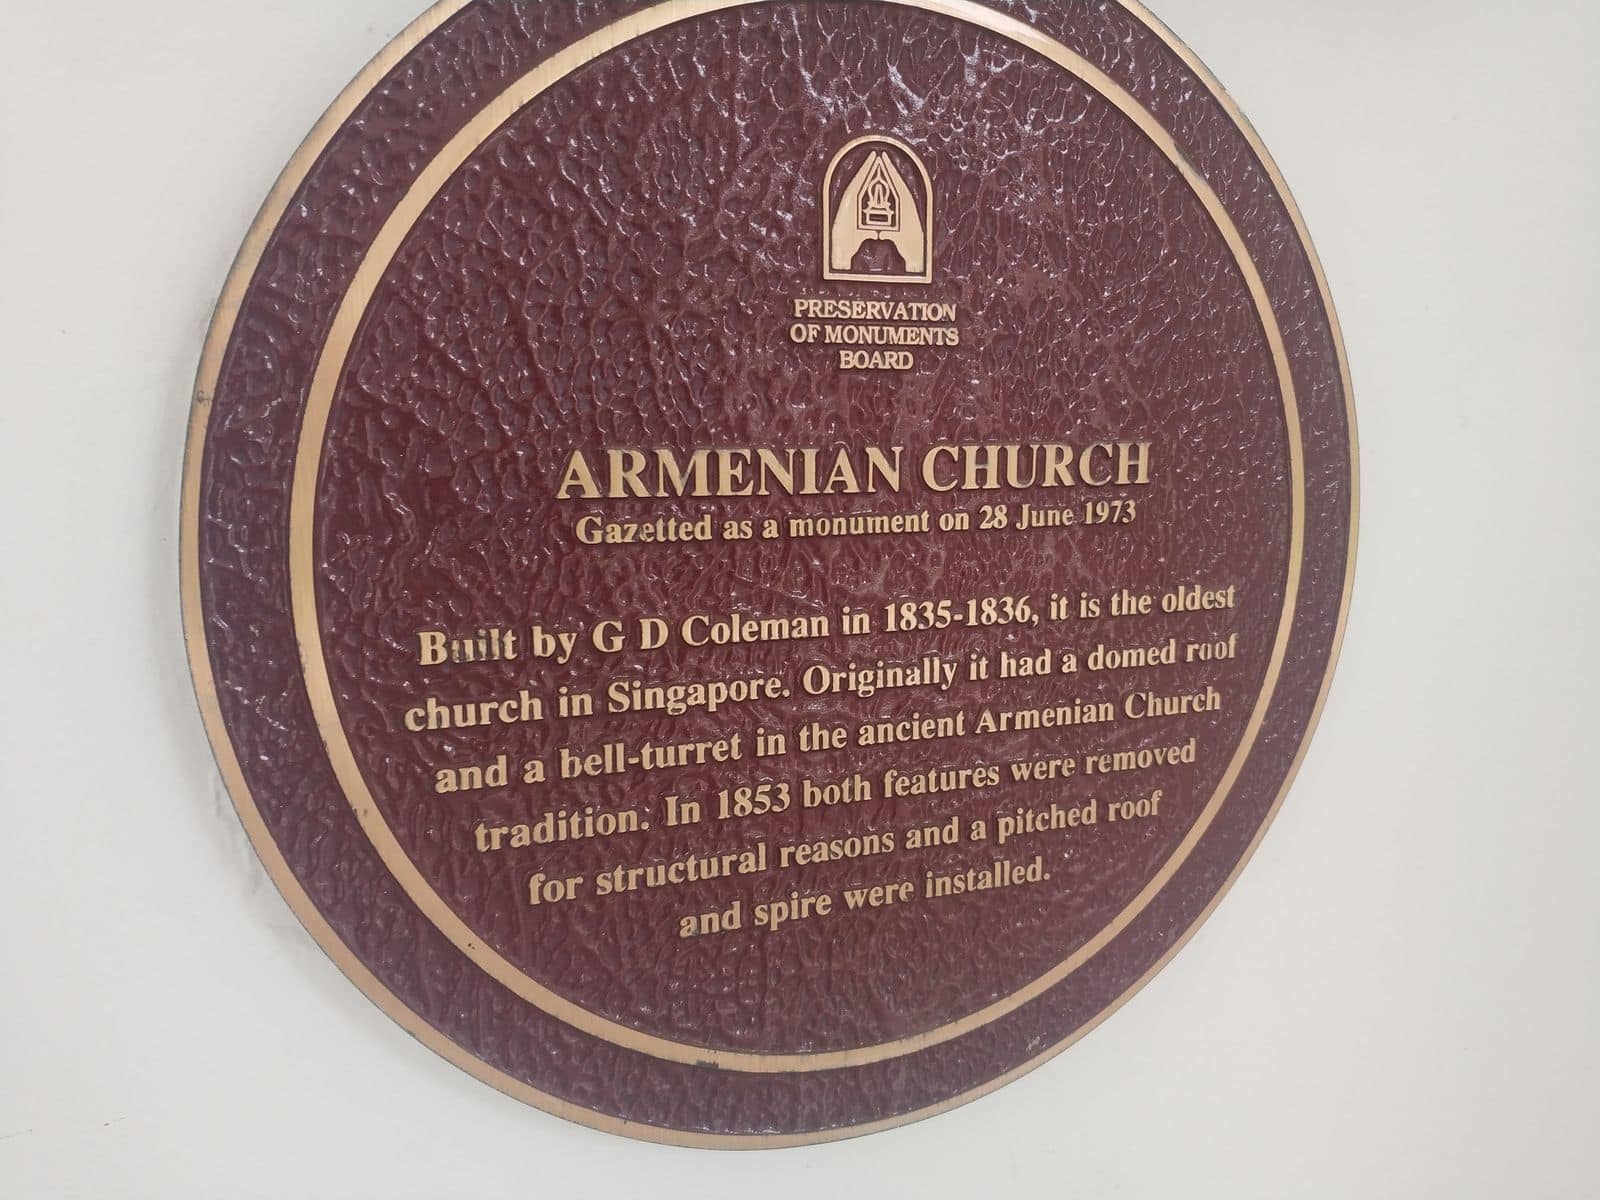 PRESERVATION
OF MONUMENTS
BOARD
ARMENIAN CHURCH
Gazetted as a monument on 28 June 1973
Built by G D Coleman in 1835-1836, it is the oldest
church in Singapore. Originally it had a domed roof
and a bell-turret in the ancient Armenian Church
tradition. In 1853 both features were removed
for structural reasons and a pitched roof
and spire were installed.